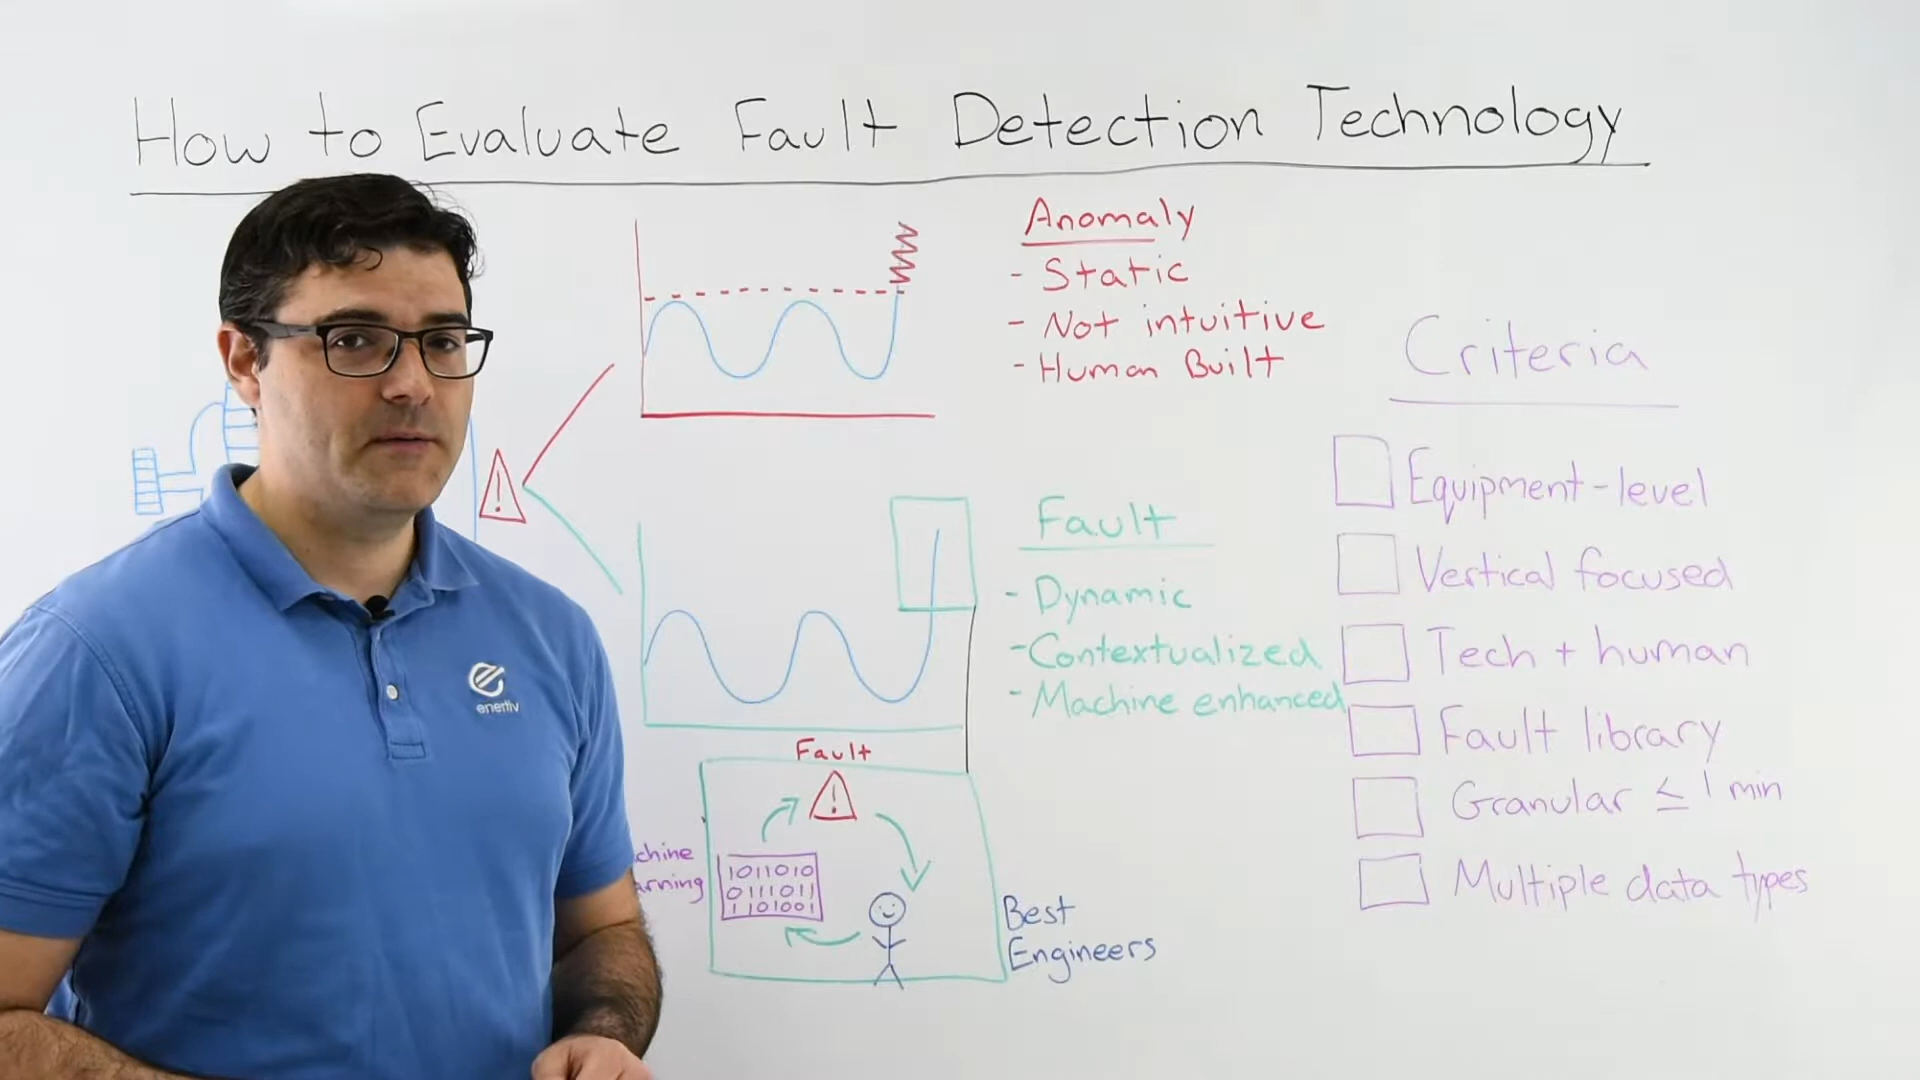 How to Evaluate Fault Detection Technology
Anomaly
- Static
- Not intuitive
- Human Built
Fault
- Dynamic
- Contextualized
- Machine enhanced
Criteria
Equipment-level
Vertical focused
Tech + human
Fault library
Granular ≤ 1 min
Multiple data types
Fault
!
!
chine
arning
1011010
0111011
1101001
Best
Engineers
enertiv